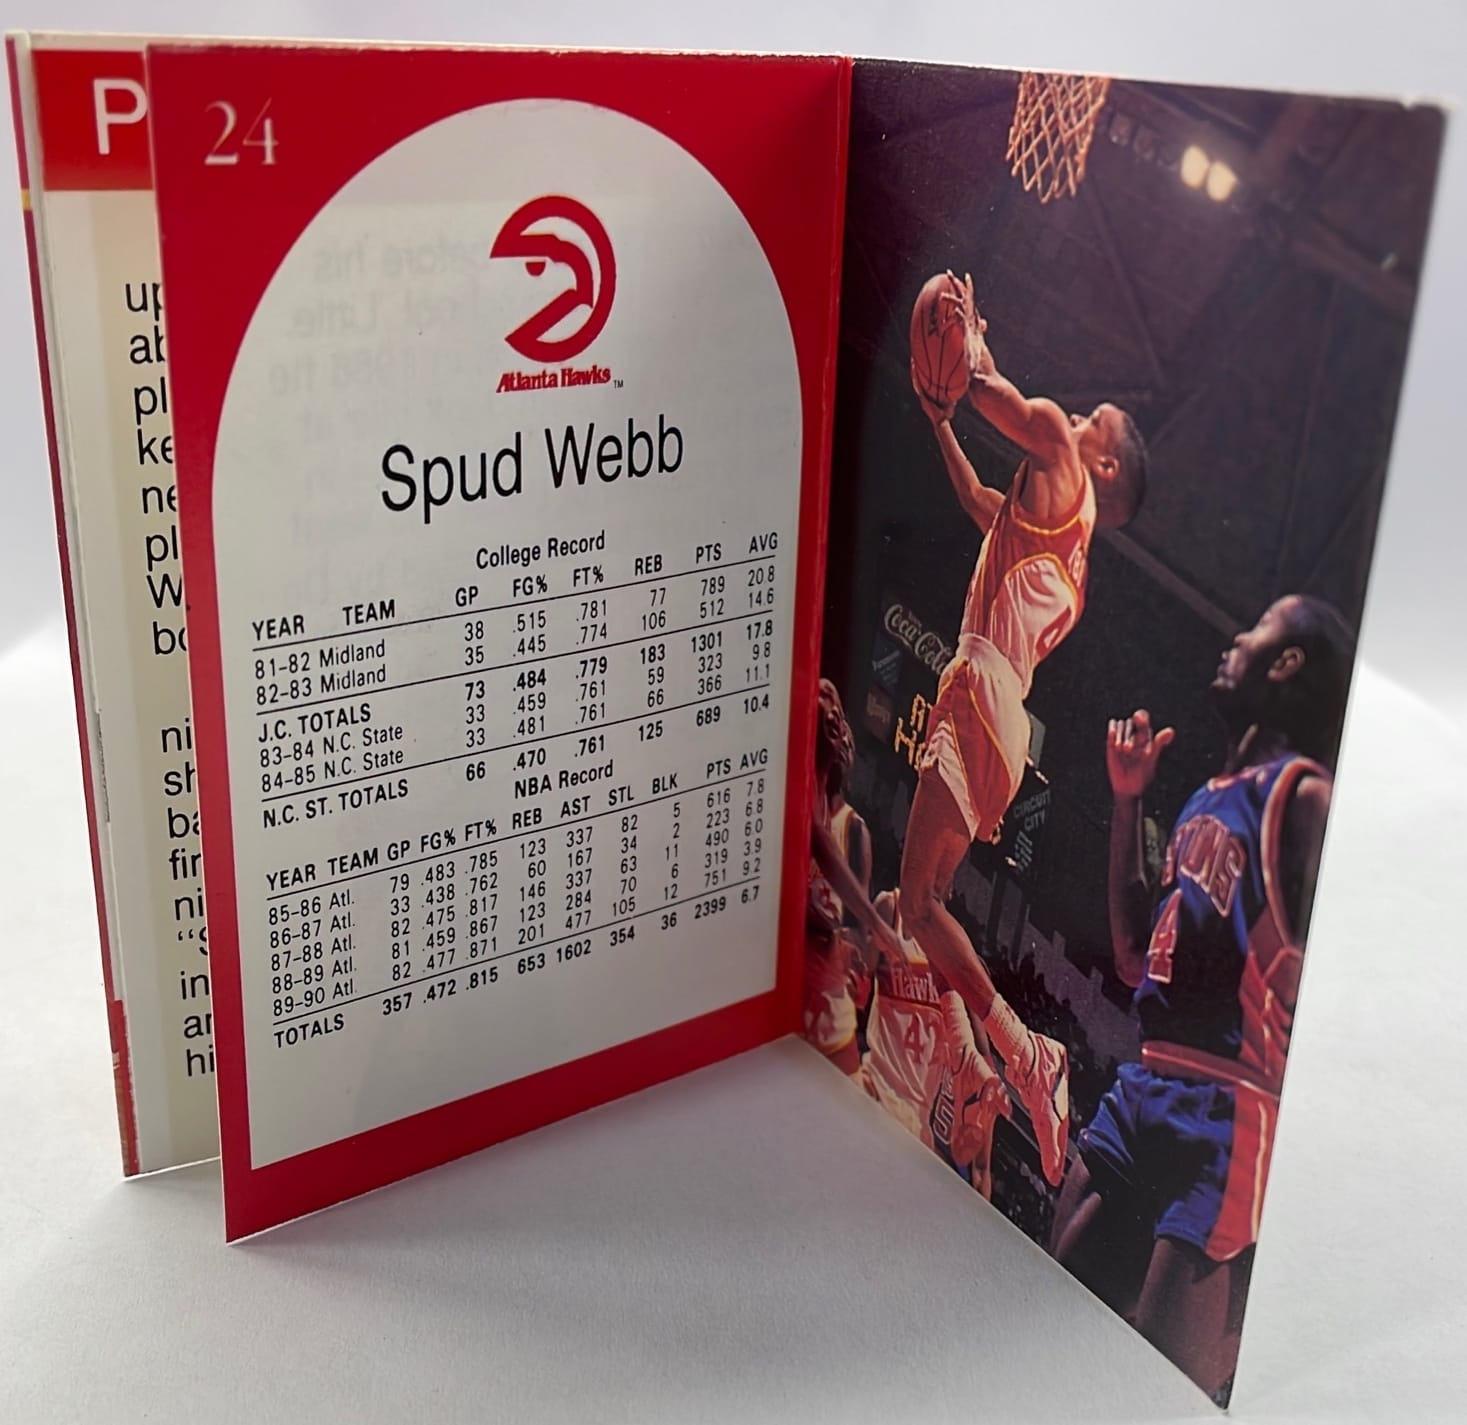 P
24
up
ab
pl
ke
ne
pl
W
bo
ni
sh
ba
fir
ni
“S
in
ar
hi
Atlanta Hawks ™
Spud Webb
College Record
YEAR TEAM GP FG% FT% REB PTS AVG
81–82 Midland 38 .515 .781 77 789 20.8
82–83 Midland 35 .445 .774 106 512 14.6
J.C. TOTALS 73 .484 .779 183 1301 17.8
83–84 N.C. State 33 .459 .761 59 323 9.8
84–85 N.C. State 33 .481 .761 66 366 11.1
N.C. ST. TOTALS 66 .470 .761 125 689 10.4
NBA Record
YEAR TEAM GP FG% FT% REB AST STL BLK PTS AVG
85–86 Atl. 79 .483 .785 123 337 82 5 616 7.8
86–87 Atl. 33 .438 .762 60 167 34 2 223 6.8
87–88 Atl. 82 .475 .817 146 337 63 11 490 6.0
88–89 Atl. 81 .459 .867 123 284 70 6 319 3.9
89–90 Atl. 82 .477 .871 201 477 105 12 751 9.2
TOTALS 357 .472 .815 653 1602 354 36 2399 6.7
Coca-Cola
CIRCUIT
CITY
Hawks
4